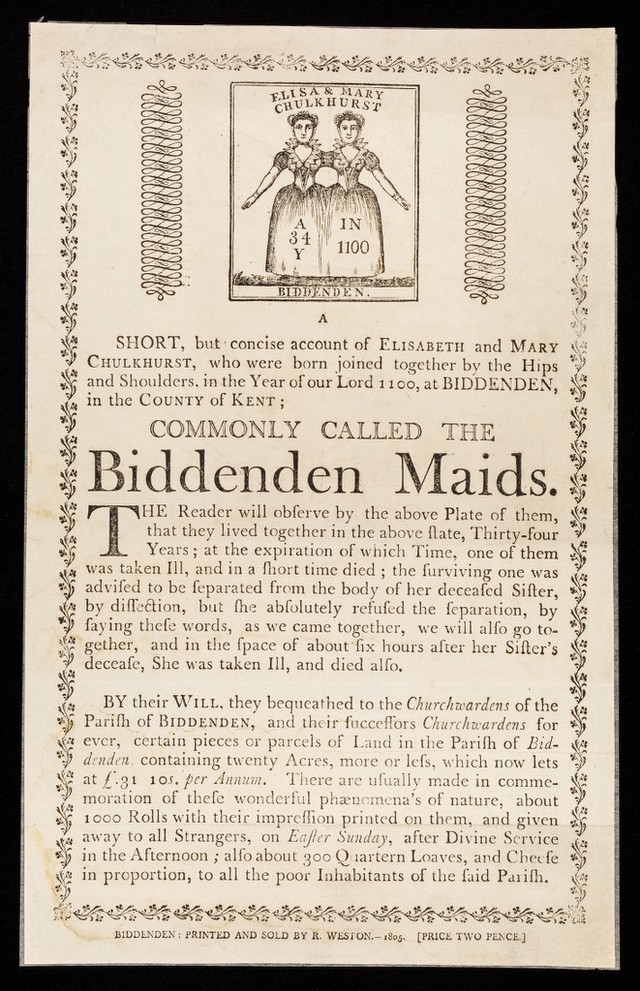 ELISA & MARY
CHULKHURST
A IN
34 1100
Y
BIDDENDEN.
A
SHORT, but concise account of ELISABETH and MARY
CHULKHURST, who were born joined together by the Hips
and Shoulders, in the Year of our Lord 1100, at BIDDENDEN,
in the COUNTY of KENT;
COMMONLY CALLED THE
Biddenden Maids.
THE Reader will obſerve by the above Plate of them,
that they lived together in the above ſtate, Thirty-four
Years; at the expiration of which Time, one of them
was taken Ill, and in a ſhort time died; the ſurviving one was
adviſed to be ſeparated from the body of her deceaſed Siſter,
by diſſection, but ſhe abſolutely refuſed the ſeparation, by
ſaying theſe words, as we came together, we will alſo go to-
gether, and in the ſpace of about ſix hours after her Siſter's
deceaſe, She was taken Ill, and died alſo.
BY their WILL, they bequeathed to the Churchwardens of the
Pariſh of BIDDENDEN, and their ſucceſſors Churchwardens for
ever, certain pieces or parcels of Land in the Pariſh of Bid-
denden, containing twenty Acres, more or leſs, which now lets
at £.31 10s. per Annum. There are uſually made in comme-
moration of theſe wonderful phænomena's of nature, about
1000 Rolls with their impreſſion printed on them, and given
away to all Strangers, on Eaſter Sunday, after Divine Service
in the Afternoon; alſo about 300 Quartern Loaves, and Cheeſe
in proportion, to all the poor Inhabitants of the ſaid Pariſh.
BIDDENDEN: PRINTED AND SOLD BY R. WESTON.—1805. [PRICE TWO PENCE.]